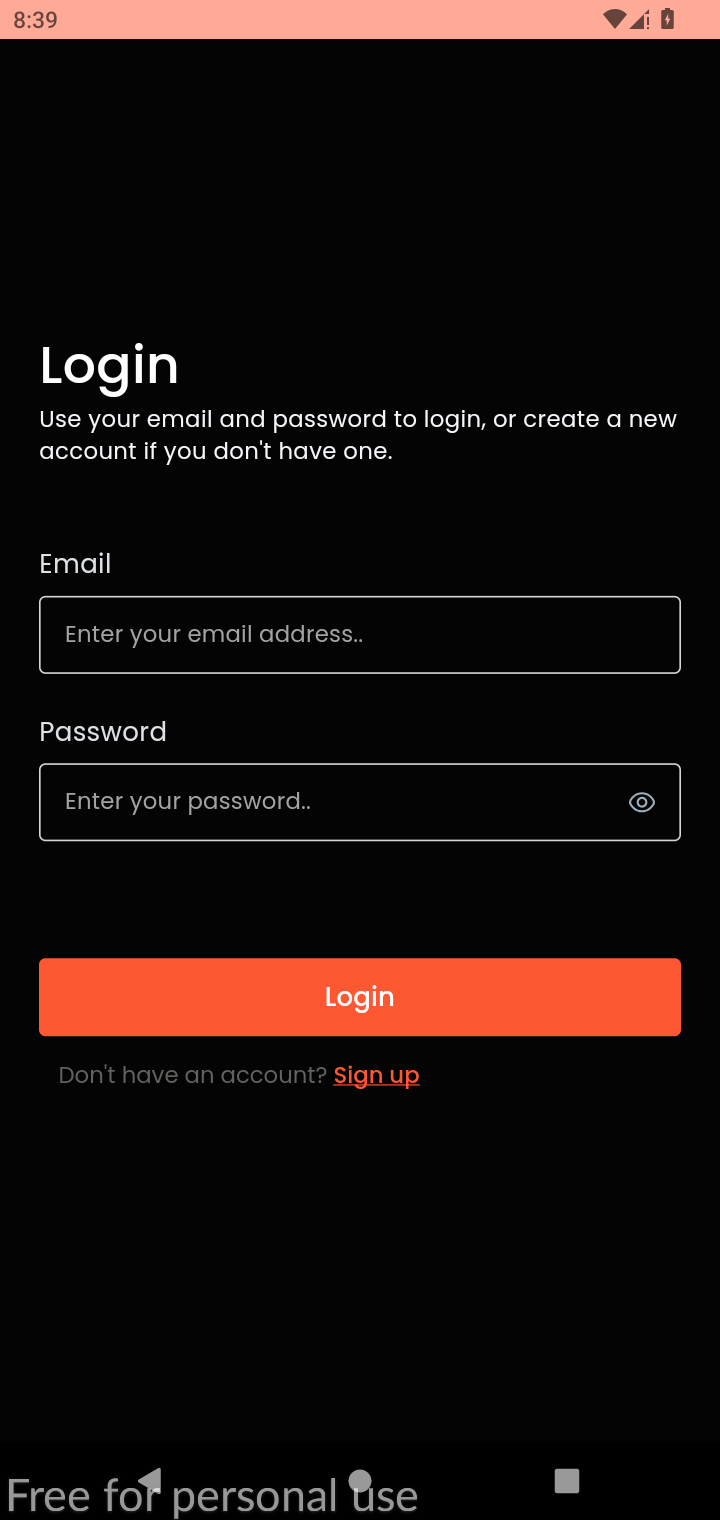 8:39
Login
Use your email and password to login, or create a new
account if you don't have one.
Email
Enter your email address..
Password
Enter your password..
Login
Don't have an account? Sign up
Free for personal use